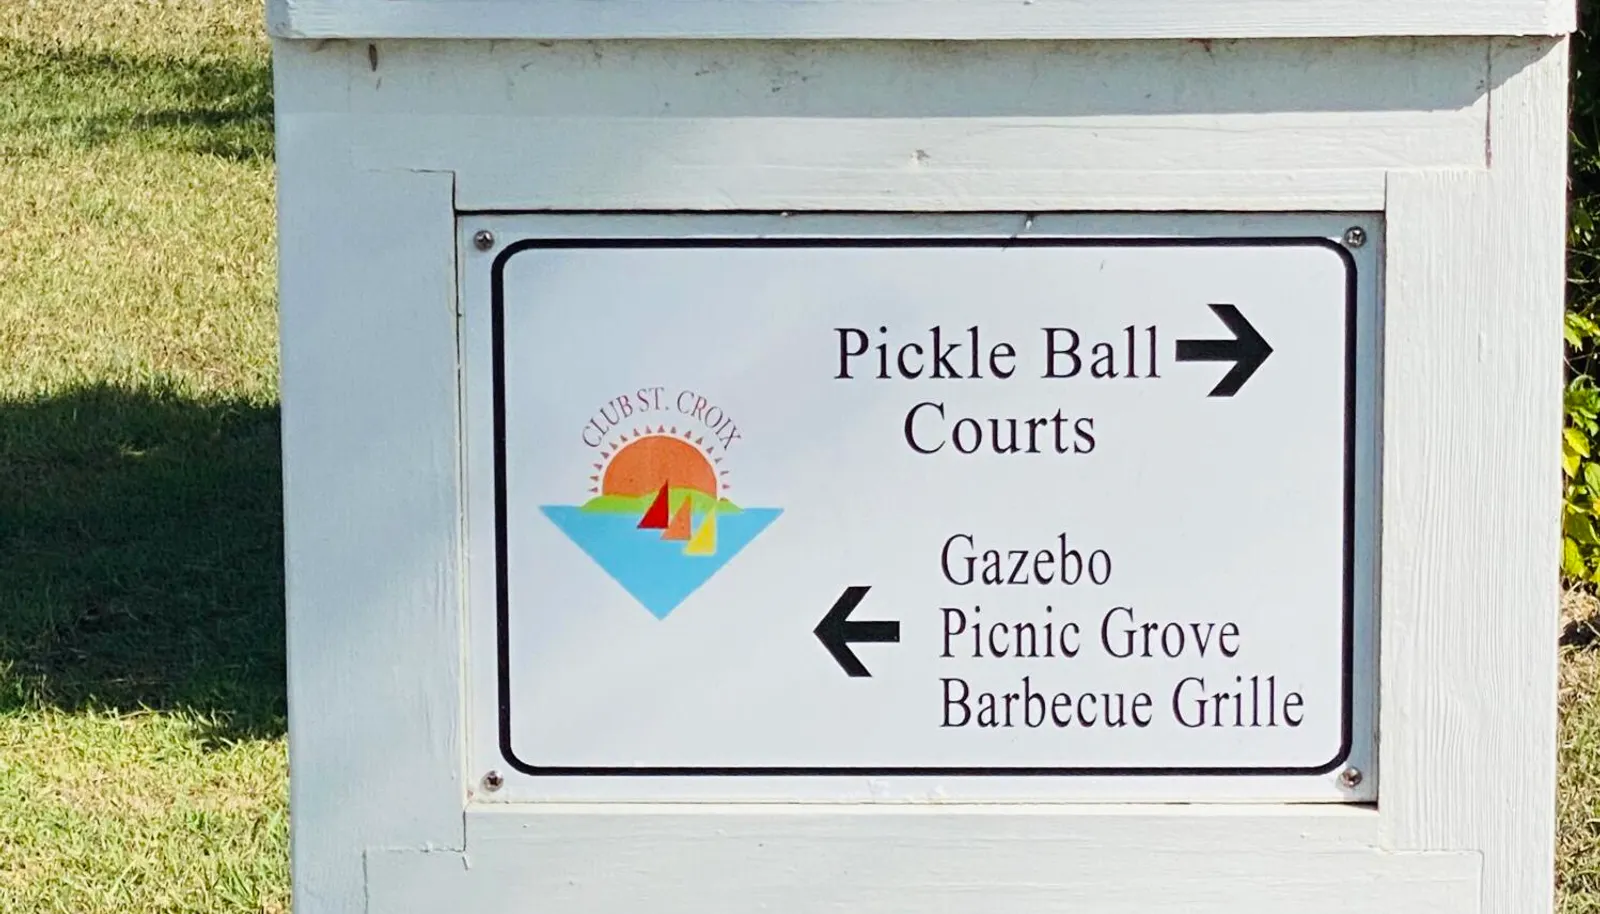 CLUB ST. CROIX
Pickle Ball
Courts
Gazebo
Picnic Grove
Barbecue Grille